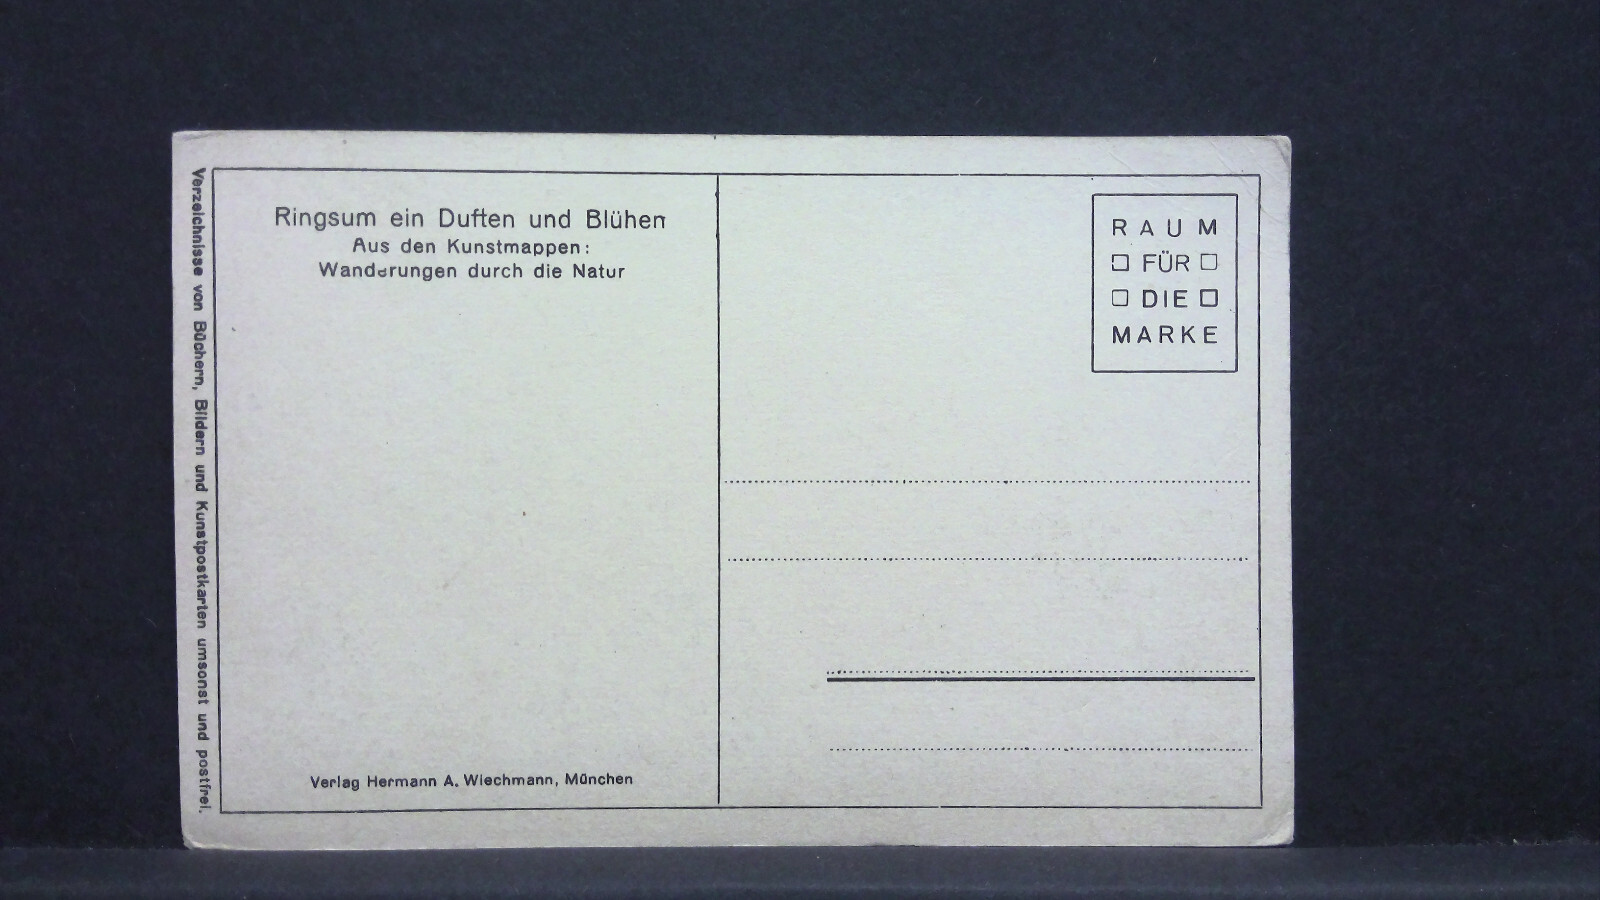 Ringsum ein Duften und Blühen
Aus den Kunstmappen:
Wanderungen durch die Natur
Verlag Hermann A. Wiechmann, München
Verzeichnisse von Büchern, Bildern und Kunstpostkarten umsonst und postfrei.
RAUM
FÜR
DIE
MARKE